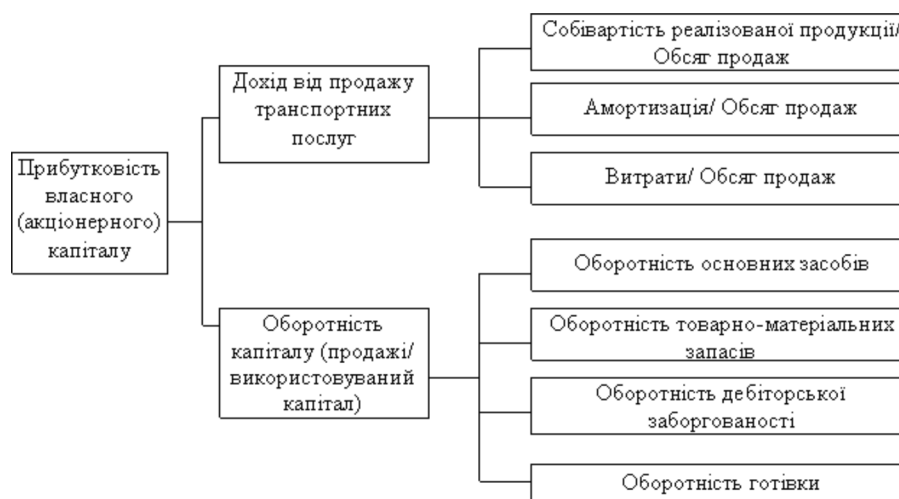 Прибутковість
власного
(акціонерного)
капіталу
Дохід від продажу
транспортних
послуг
Собівартість реалізованої продукції/
Обсяг продаж
Амортизація/ Обсяг продаж
Витрати/ Обсяг продаж
Оборотність
капіталу (продажі/
використовуваний
капітал)
Оборотність основних засобів
Оборотність товарно-матеріальних
запасів
Оборотність дебіторської
заборгованості
Оборотність готівки